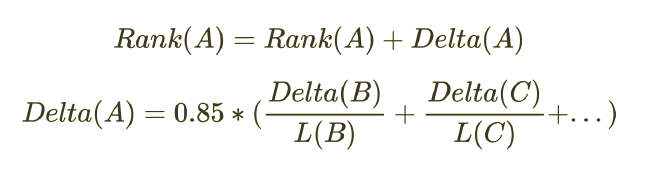 Rank(A) = Rank(A) + Delta(A)
Delta(A) = 0.85 * (Delta(B)/L(B) + Delta(C)/L(C) +...)